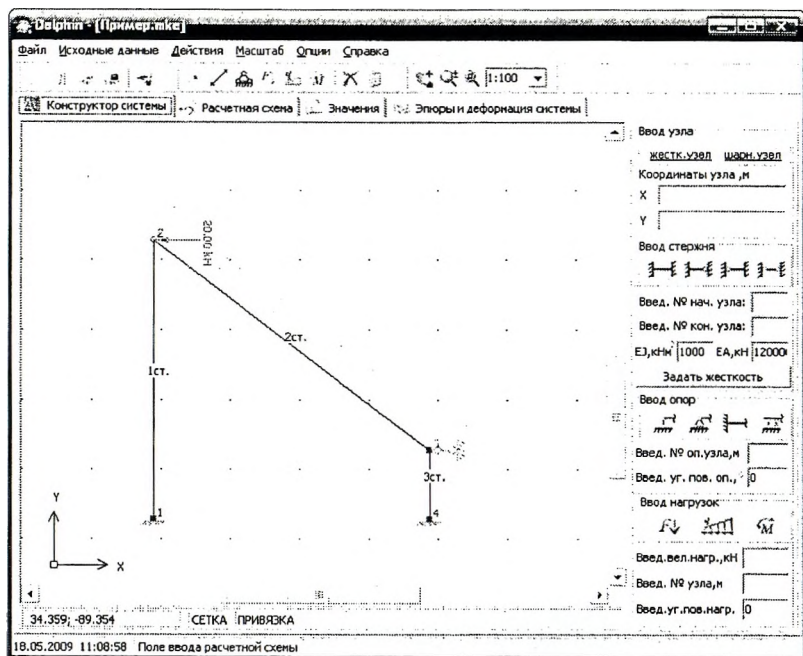 Dolphin - [Пример.mke]
Файл Исходные данные Действия Масштаб Опции Справка
1:100
Конструктор системы Расчетная схема Значения Эпюры и деформация системы
Ввод узла
жестк.узел шарн.узел
Координаты узла ,м
X
Y
Ввод стержня
Введ. № нач. узла:
Введ. № кон. узла:
EJ,кНм² 1000 EA,кН 12000
Задать жесткость
Ввод опор
Введ. № оп.узла,м
Введ. уг. пов. оп.,° 0
Ввод нагрузок
F M
Введ.вел.нагр.,кН
Введ. № узла,м
Введ.уг.пов.нагр. 0
2
50.00 кН
1ст.
2ст.
3ст.
1
4
Y
X
34.359; -89.354 СЕТКА ПРИВЯЗКА
18.05.2009 11:08:58 Поле ввода расчетной схемы